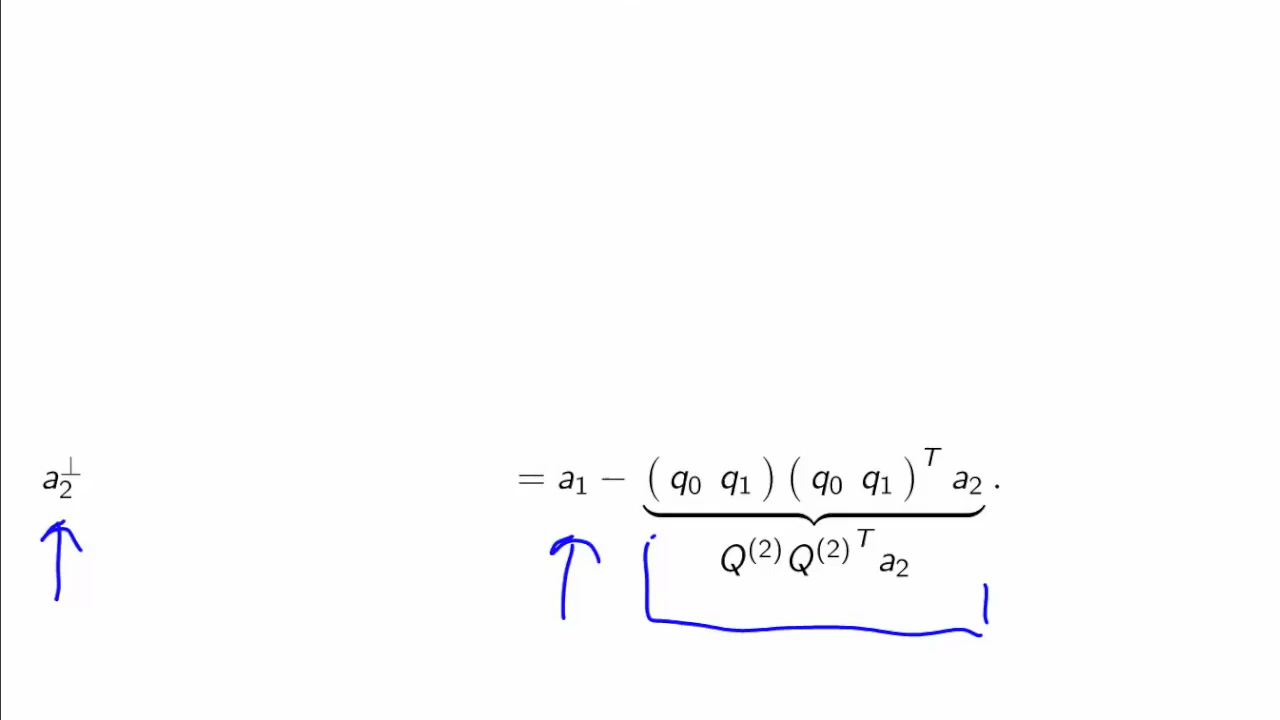 a₂^⊥ = a₁ − ( q₀ q₁ ) ( q₀ q₁ )^T a₂ .
Q^(2) Q^(2)^T a₂